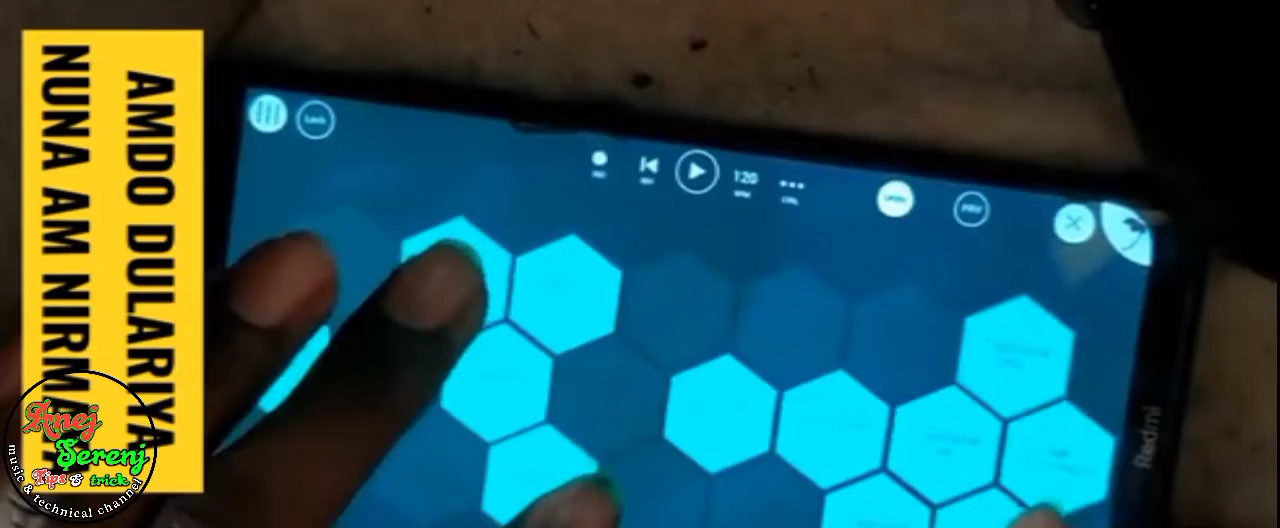 AMDO DULARIYA
NUNA AM NIRMA
Anej
Serenj
Tips & trick
music & technical channel
120
Redmi